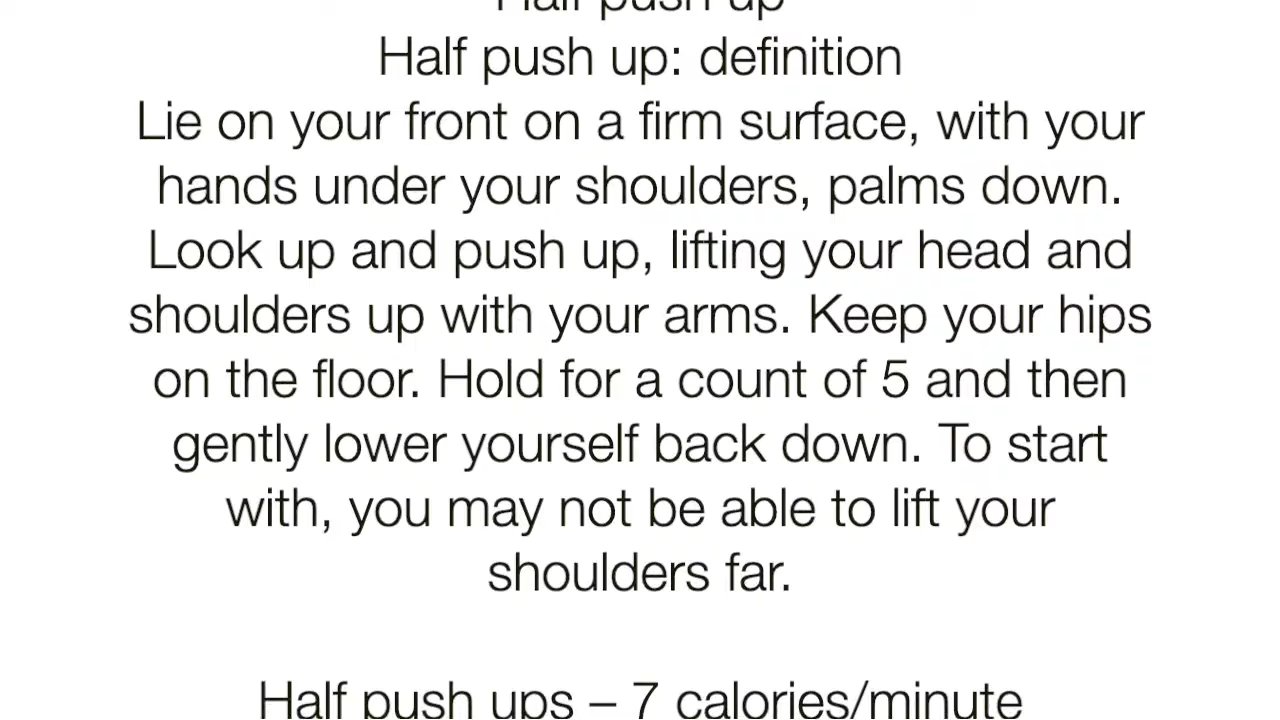 Half push up
Half push up: definition
Lie on your front on a firm surface, with your
hands under your shoulders, palms down.
Look up and push up, lifting your head and
shoulders up with your arms. Keep your hips
on the floor. Hold for a count of 5 and then
gently lower yourself back down. To start
with, you may not be able to lift your
shoulders far.
Half push ups – 7 calories/minute